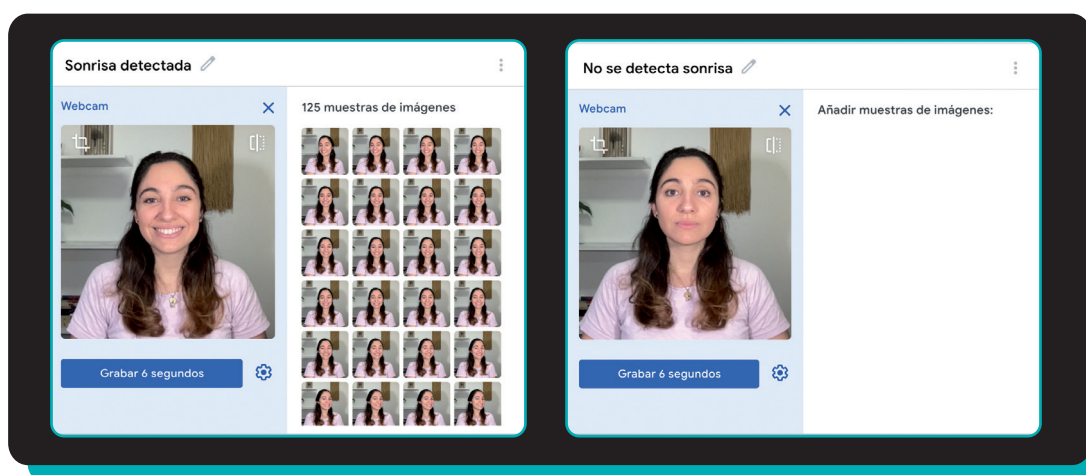 Sonrisa detectada
Webcam
125 muestras de imágenes
Grabar 6 segundos
No se detecta sonrisa
Webcam
Añadir muestras de imágenes:
Grabar 6 segundos